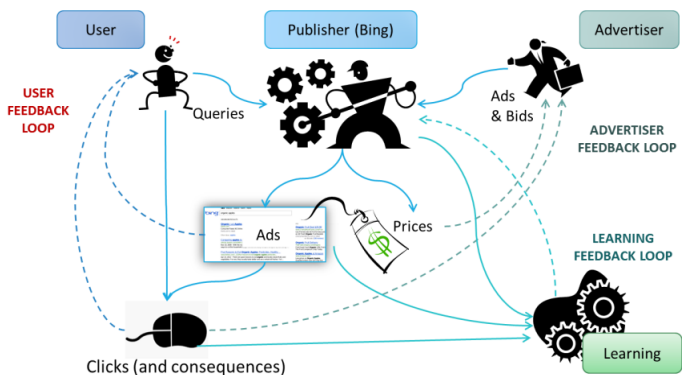 User
Publisher (Bing)
Advertiser
USER
FEEDBACK
LOOP
Queries
Ads
& Bids
ADVERTISER
FEEDBACK LOOP
Ads
Prices
$
LEARNING
FEEDBACK LOOP
Learning
Clicks (and consequences)